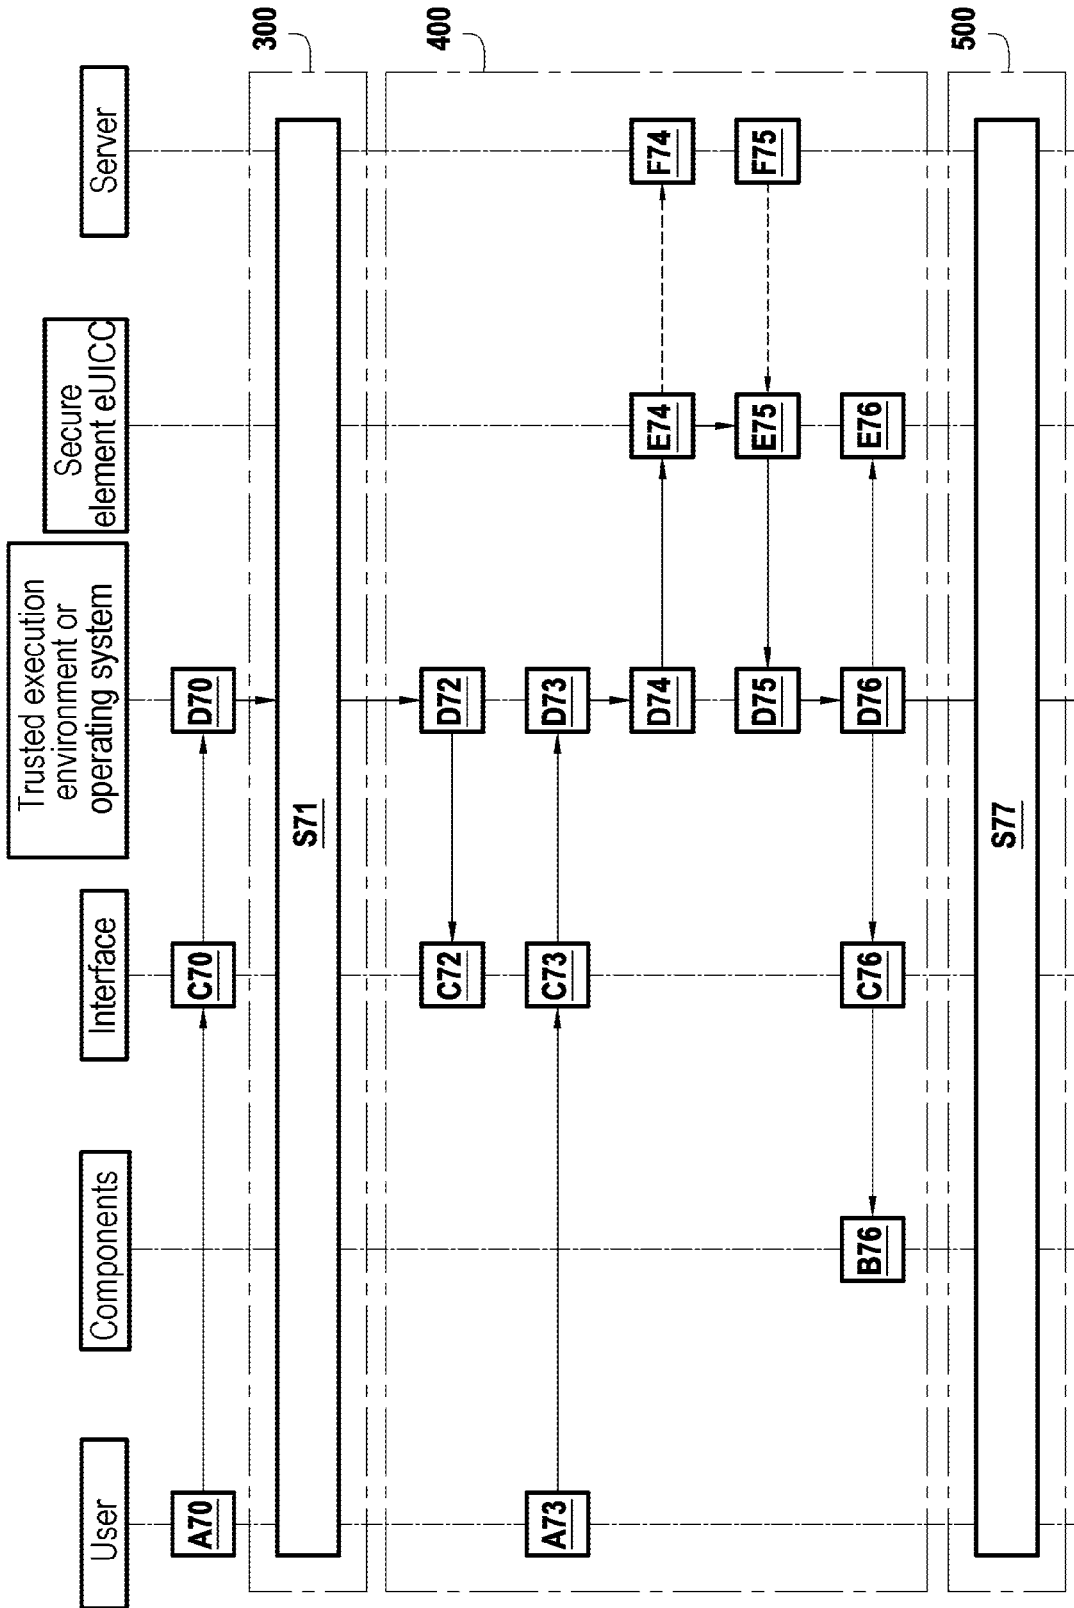 User
Components
Interface
Trusted execution
environment or
operating system
Secure
element eUICC
Server
A70
C70
D70
300
S71
400
D72
C72
A73
C73
D73
D74
E74
F74
F75
E75
D75
D76
E76
C76
B76
500
S77